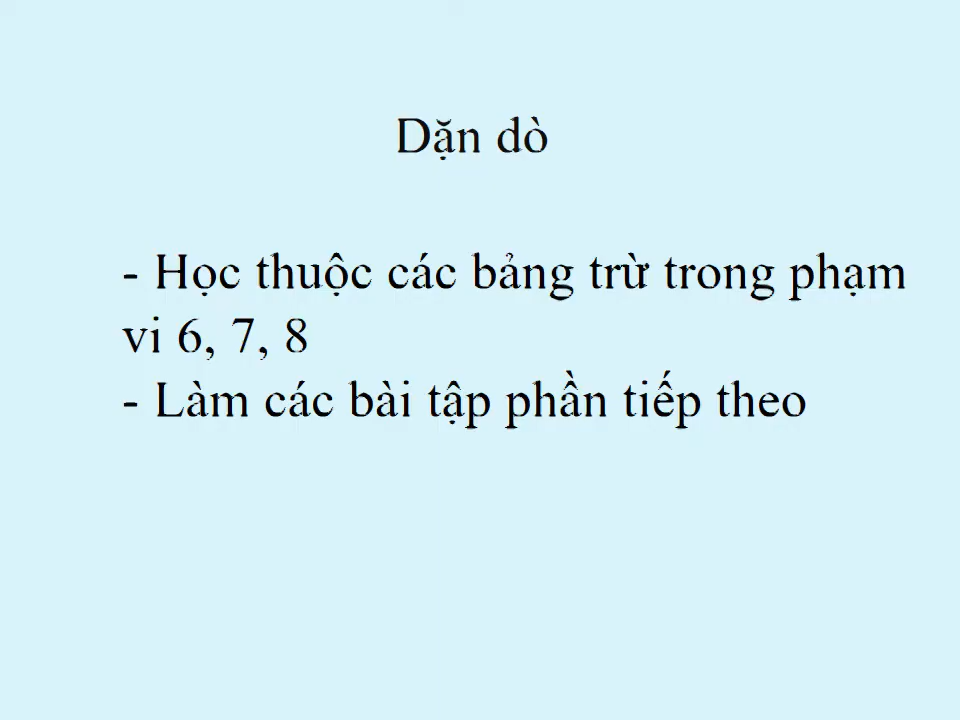 Dặn dò
- Học thuộc các bảng trừ trong phạm
vi 6, 7, 8
- Làm các bài tập phần tiếp theo